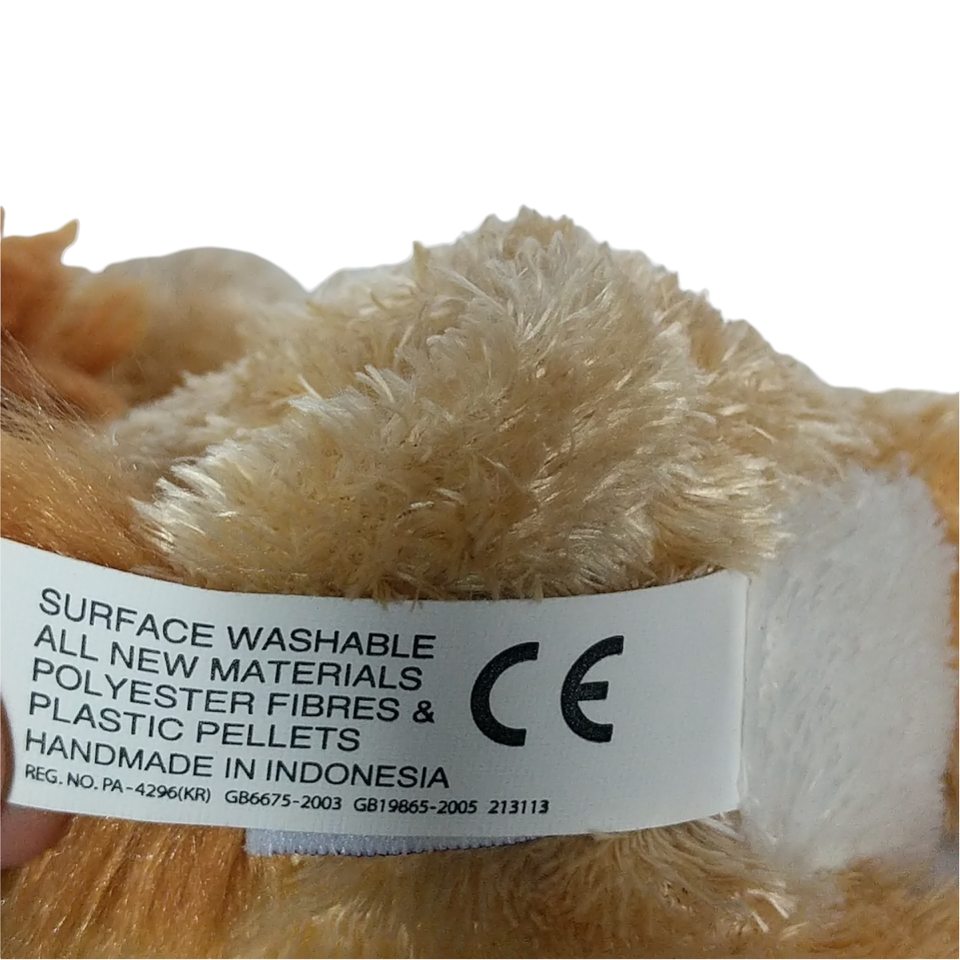 SURFACE WASHABLE
ALL NEW MATERIALS
POLYESTER FIBRES &
PLASTIC PELLETS
HANDMADE IN INDONESIA
REG. NO. PA-4296(KR) GB6675-2003 GB19865-2005 213113
CE